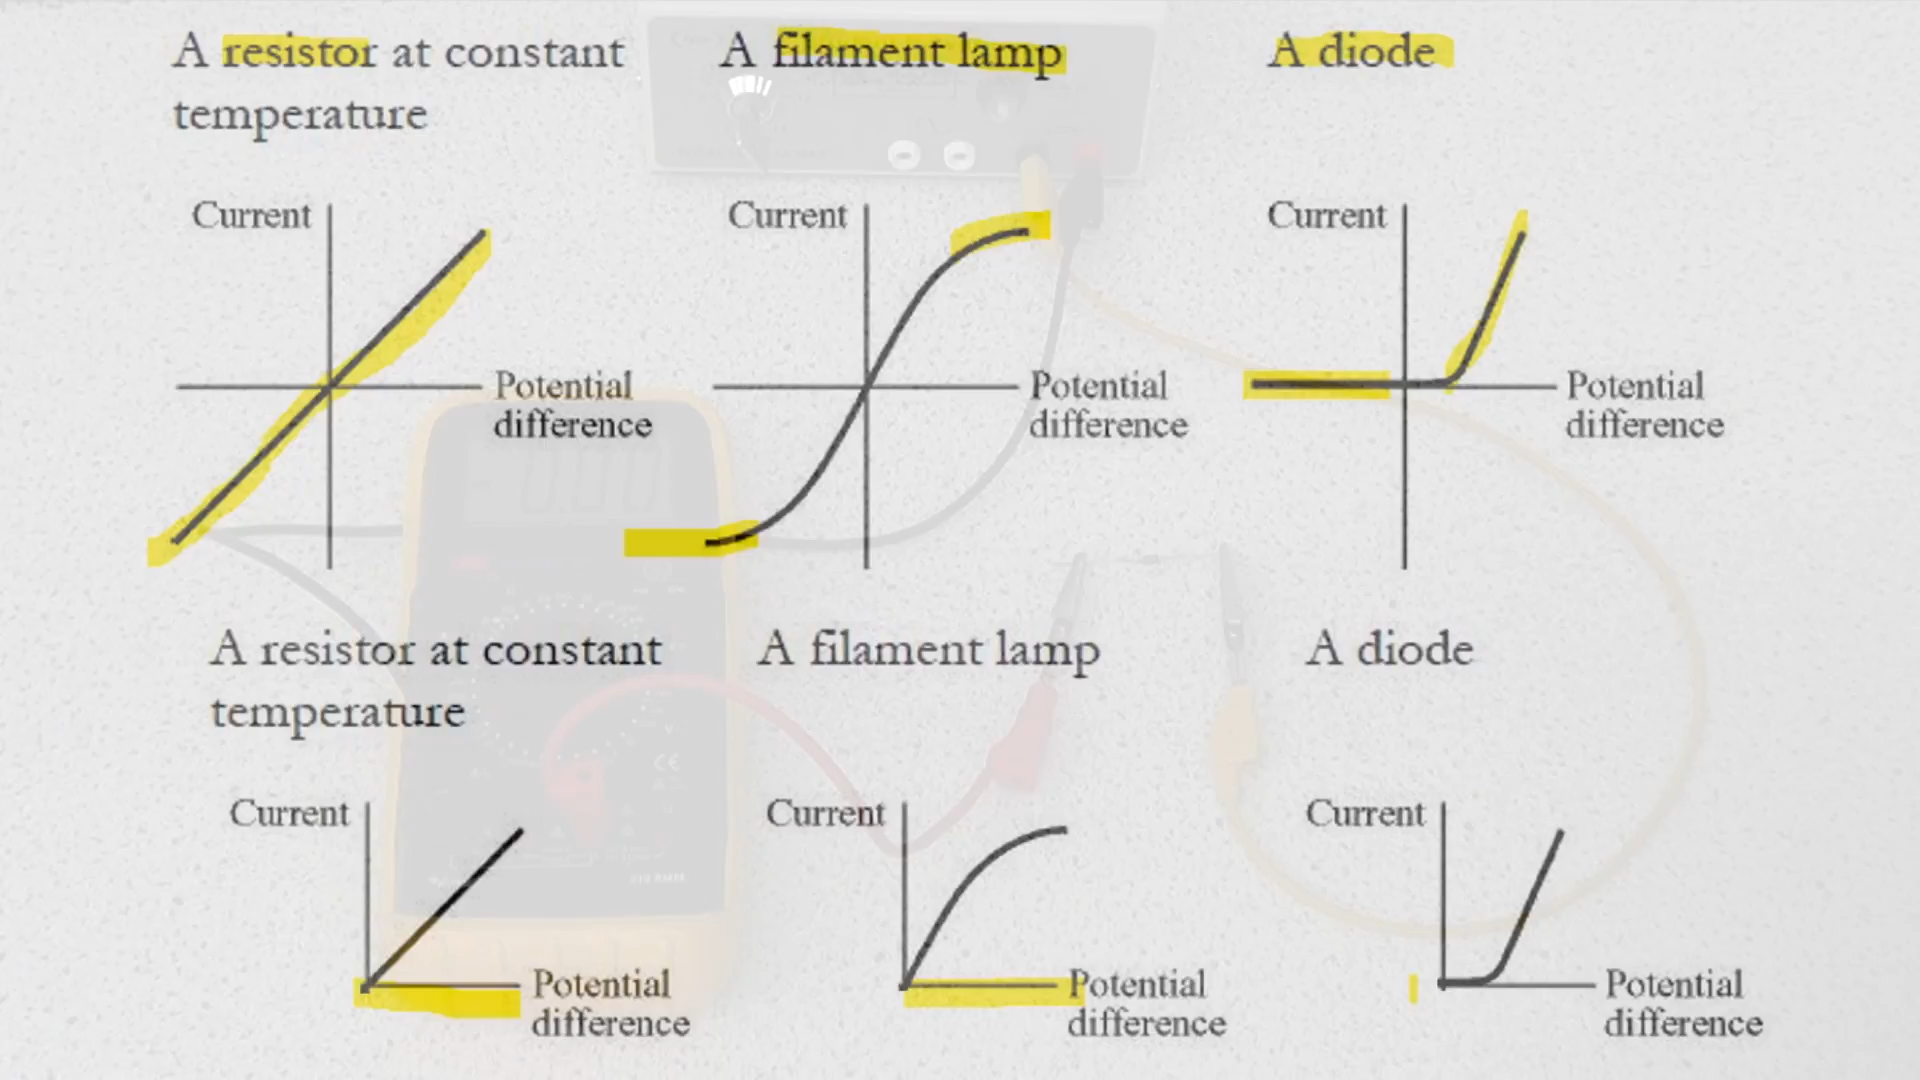 A resistor at constant
temperature
A filament lamp
A diode
Current
Potential
difference
Current
Potential
difference
Current
Potential
difference
A resistor at constant
temperature
A filament lamp
A diode
Current
Potential
difference
Current
Potential
difference
Current
Potential
difference